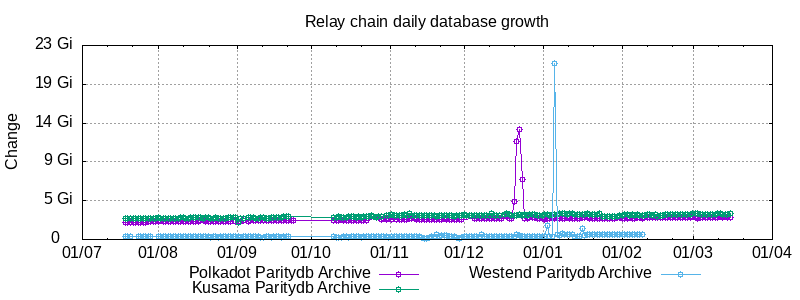 Relay chain daily database growth
23 Gi
19 Gi
14 Gi
9 Gi
5 Gi
0
Change
01/07 01/08 01/09 01/10 01/11 01/12 01/01 01/02 01/03 01/04
Polkadot Paritydb Archive Westend Paritydb Archive
Kusama Paritydb Archive